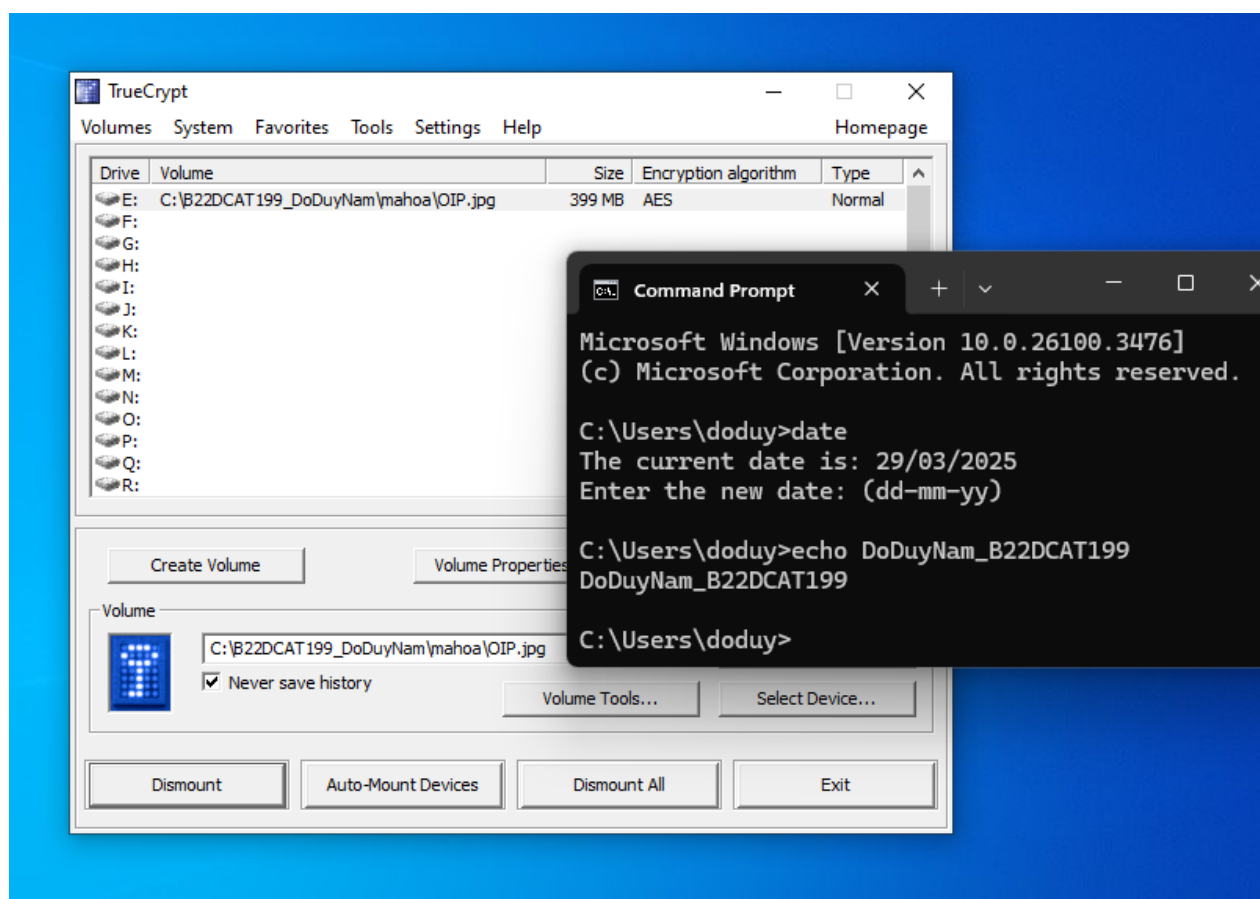 TrueCrypt
Volumes System Favorites Tools Settings Help Homepage
Drive Volume Size Encryption algorithm Type
E: C:\B22DCAT199_DoDuyNam\mahoa\OIP.jpg 399 MB AES Normal
F:
G:
H:
I:
J:
K:
L:
M:
N:
O:
P:
Q:
R:
Create Volume Volume Properties
Volume
C:\B22DCAT199_DoDuyNam\mahoa\OIP.jpg
Never save history
Volume Tools... Select Device...
Dismount Auto-Mount Devices Dismount All Exit
Command Prompt
Microsoft Windows [Version 10.0.26100.3476]
(c) Microsoft Corporation. All rights reserved.
C:\Users\doduy>date
The current date is: 29/03/2025
Enter the new date: (dd-mm-yy)
C:\Users\doduy>echo DoDuyNam_B22DCAT199
DoDuyNam_B22DCAT199
C:\Users\doduy>